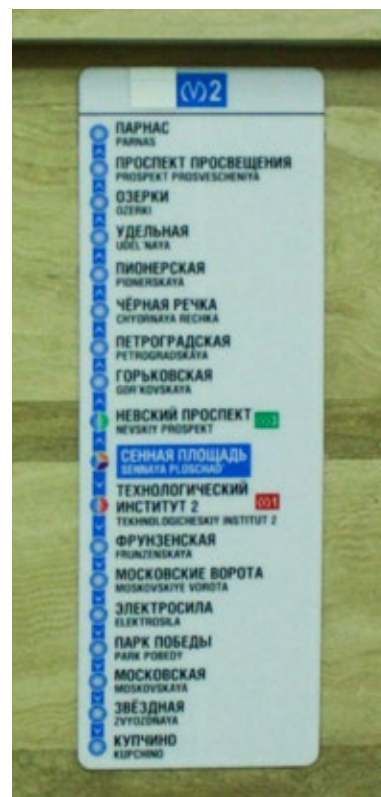 (V)2
ПАРНАС
PARNAS
ПРОСПЕКТ ПРОСВЕЩЕНИЯ
PROSPEKT PROSVESCHENIYA
ОЗЕРКИ
OZERKI
УДЕЛЬНАЯ
UDEL'NAYA
ПИОНЕРСКАЯ
PIONERSKAYA
ЧЁРНАЯ РЕЧКА
CHYORNAYA RECHKA
ПЕТРОГРАДСКАЯ
PETROGRADSKAYA
ГОРЬКОВСКАЯ
GOR'KOVSKAYA
НЕВСКИЙ ПРОСПЕКТ (V)3
NEVSKIY PROSPEKT
СЕННАЯ ПЛОЩАДЬ
SENNAYA PLOSCHAD'
ТЕХНОЛОГИЧЕСКИЙ
ИНСТИТУТ 2 (V)1
TEKHNOLOGICHESKIY INSTITUT 2
ФРУНЗЕНСКАЯ
FRUNZENSKAYA
МОСКОВСКИЕ ВОРОТА
MOSKOVSKIYE VOROTA
ЭЛЕКТРОСИЛА
ELEKTROSILA
ПАРК ПОБЕДЫ
PARK POBEDY
МОСКОВСКАЯ
MOSKOVSKAYA
ЗВЁЗДНАЯ
ZVYOZDNAYA
КУПЧИНО
KUPCHINO